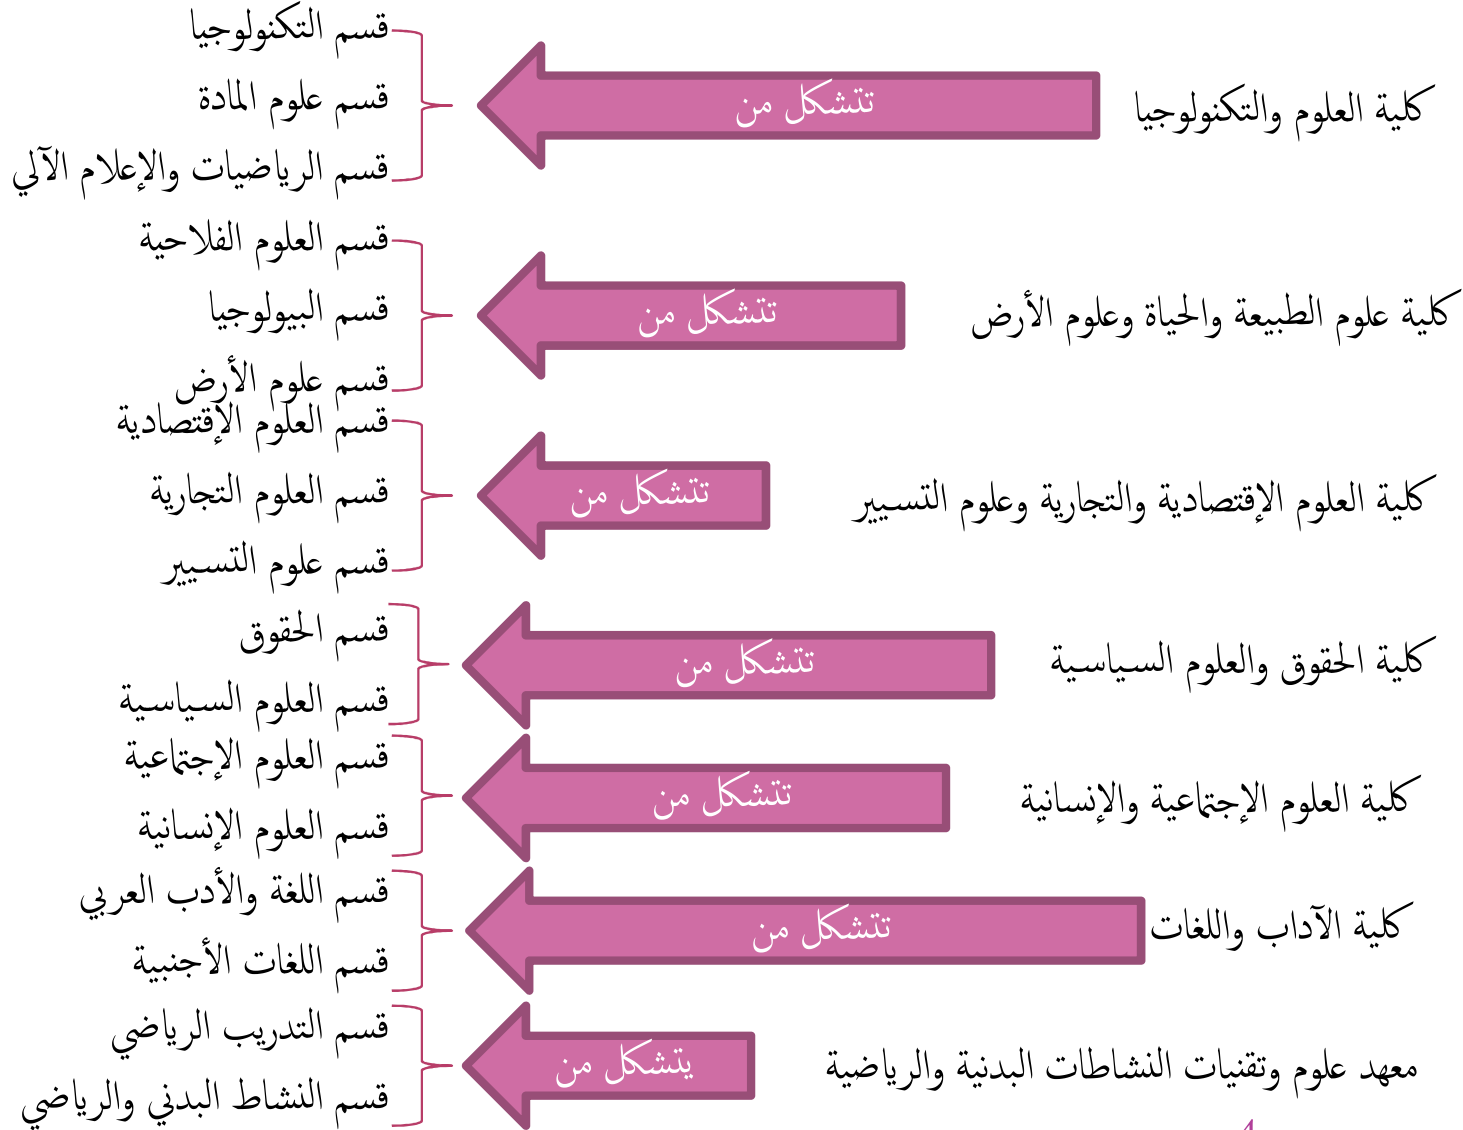 كلية العلوم والتكنولوجيا
تتشكل من
قسم التكنولوجيا
قسم علوم المادة
قسم الرياضيات والإعلام الآلي
كلية علوم الطبيعة والحياة وعلوم الأرض
تتشكل من
قسم العلوم الفلاحية
قسم البيولوجيا
قسم علوم الأرض
كلية العلوم الإقتصادية والتجارية وعلوم التسيير
تتشكل من
قسم العلوم الإقتصادية
قسم العلوم التجارية
قسم علوم التسيير
كلية الحقوق والعلوم السياسية
تتشكل من
قسم الحقوق
قسم العلوم السياسية
كلية العلوم الإجتماعية والإنسانية
تتشكل من
قسم العلوم الإجتماعية
قسم العلوم الإنسانية
كلية الآداب واللغات
تتشكل من
قسم اللغة والأدب العربي
قسم اللغات الأجنبية
معهد علوم وتقنيات النشاطات البدنية والرياضية
يتشكل من
قسم التدريب الرياضي
قسم النشاط البدني والرياضي